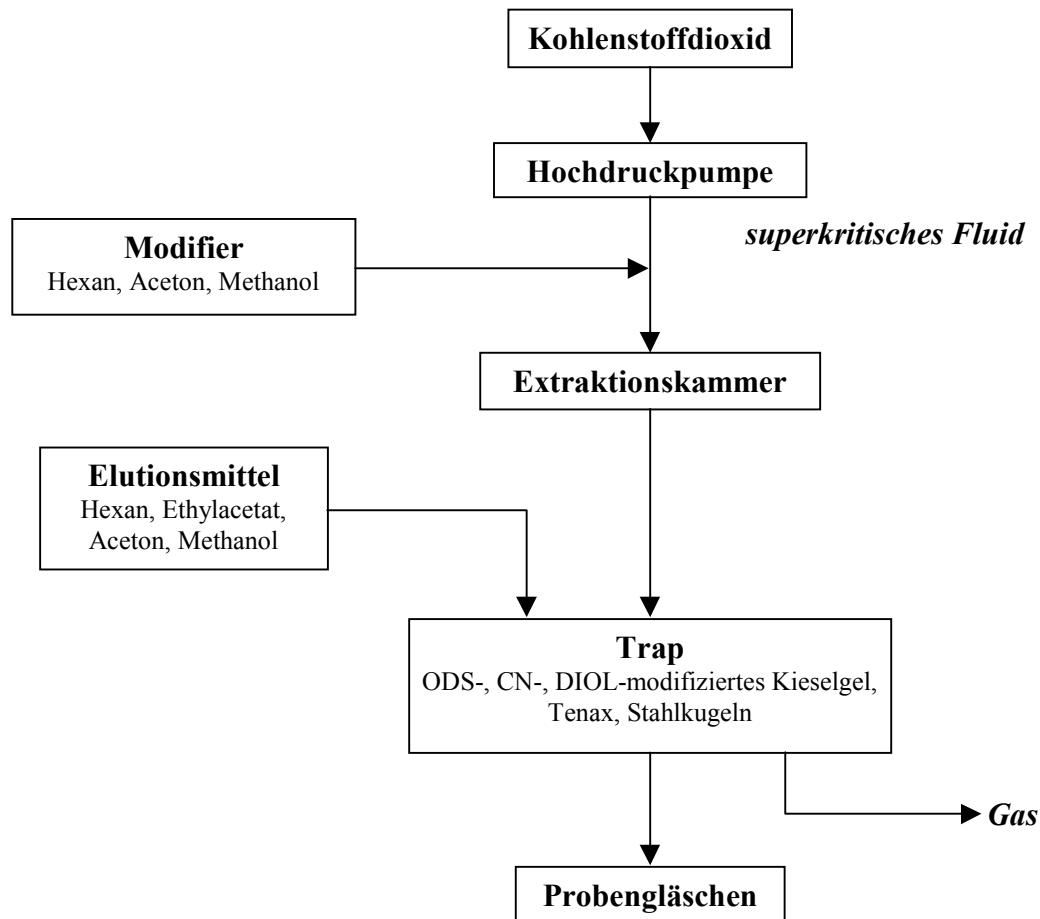 Kohlenstoffdioxid
Hochdruckpumpe
superkritisches Fluid
Modifier
Hexan, Aceton, Methanol
Extraktionskammer
Elutionsmittel
Hexan, Ethylacetat,
Aceton, Methanol
Trap
ODS-, CN-, DIOL-modifiziertes Kieselgel,
Tenax, Stahlkugeln
Gas
Probengläschen